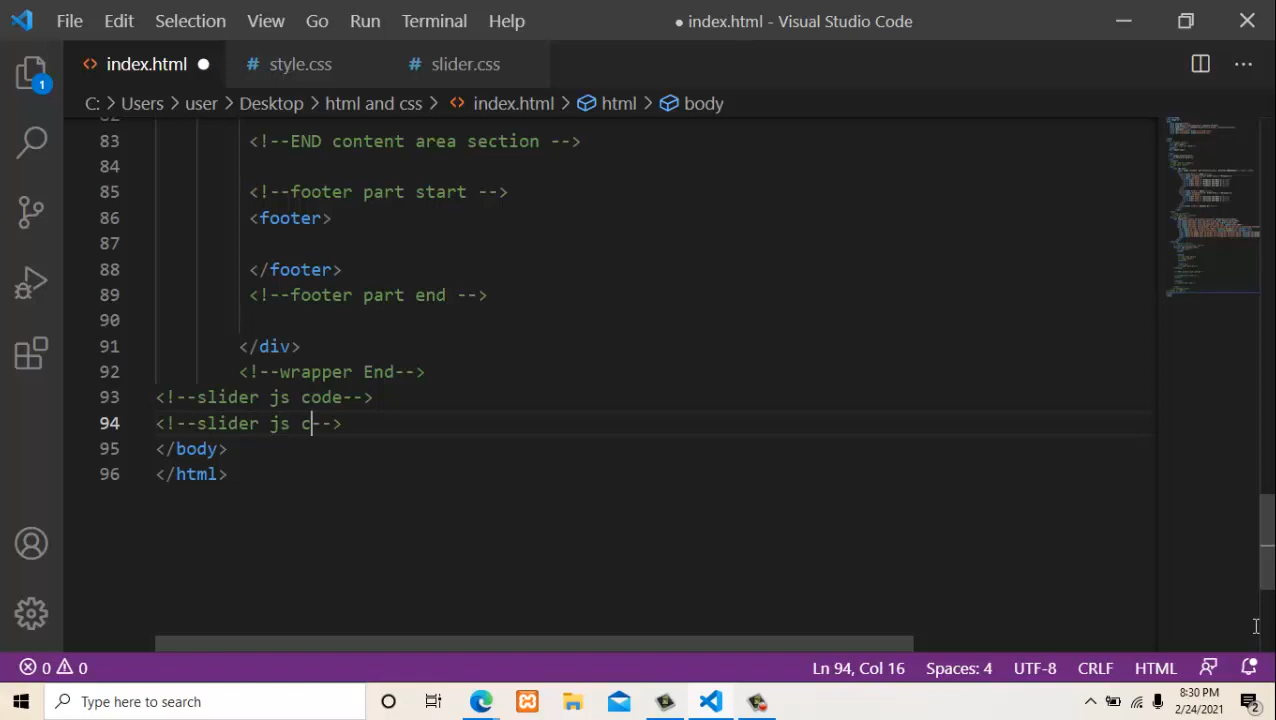 File Edit Selection View Go Run Terminal Help ● index.html - Visual Studio Code
index.html ● # style.css # slider.css
1
C: > Users > user > Desktop > html and css > index.html > html > body
82
83 <!--END content area section -->
84
85 <!--footer part start -->
86 <footer>
87
88 </footer>
89 <!--footer part end -->
90
91 </div>
92 <!--wrapper End-->
93 <!--slider js code-->
94 <!--slider js c-->
95 </body>
96 </html>
0 0 Ln 94, Col 16 Spaces: 4 UTF-8 CRLF HTML
Type here to search 8:30 PM
2/24/2021 2